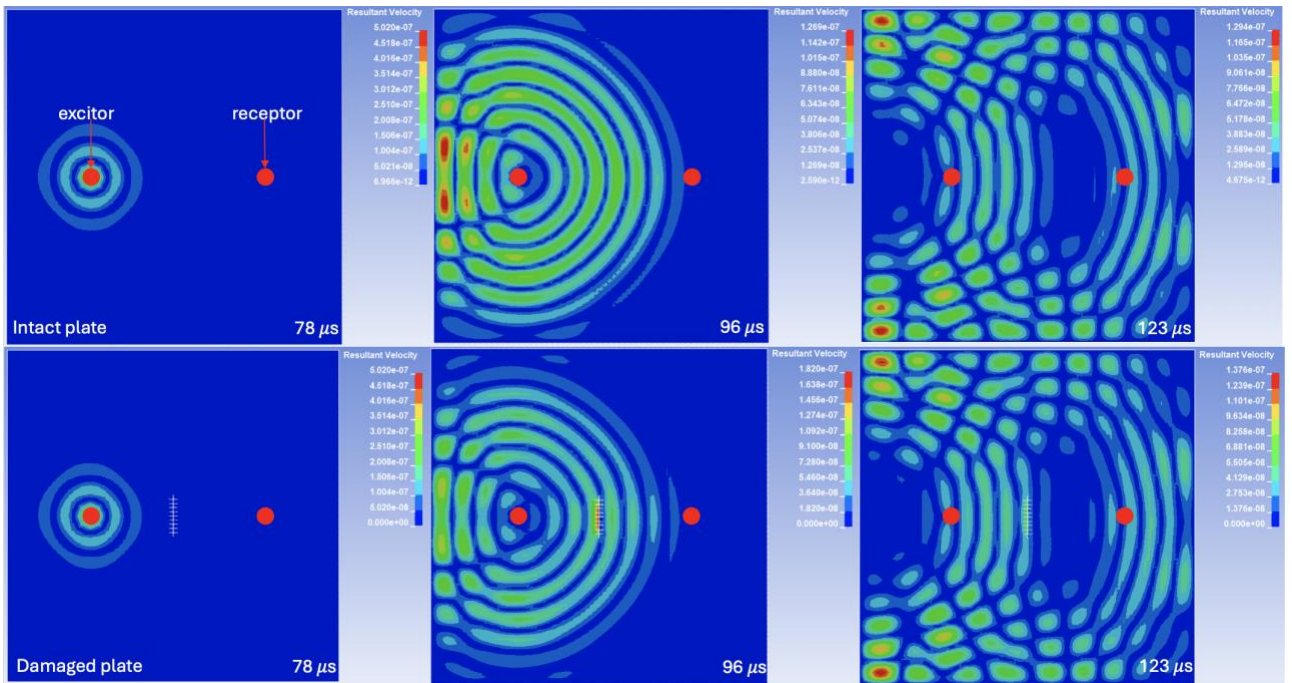 Resultant Velocity
5.020e-07
4.518e-07
4.016e-07
3.514e-07
3.012e-07
2.510e-07
2.008e-07
1.506e-07
1.004e-07
5.021e-08
6.966e-12
excitor
receptor
Intact plate
78 μs
Resultant Velocity
1.269e-07
1.142e-07
1.015e-07
8.880e-08
7.611e-08
6.343e-08
5.074e-08
3.806e-08
2.537e-08
1.269e-08
2.890e-12
96 μs
Resultant Velocity
1.294e-07
1.165e-07
1.035e-07
9.061e-08
7.766e-08
6.472e-08
5.178e-08
3.883e-08
2.589e-08
1.295e-08
4.675e-12
123 μs
Resultant Velocity
5.020e-07
4.518e-07
4.016e-07
3.514e-07
3.012e-07
2.510e-07
2.008e-07
1.506e-07
1.004e-07
5.020e-08
0.000e+00
Damaged plate
78 μs
Resultant Velocity
1.820e-07
1.638e-07
1.456e-07
1.274e-07
1.092e-07
9.100e-08
7.280e-08
5.460e-08
3.640e-08
1.820e-08
0.000e+00
96 μs
Resultant Velocity
1.376e-07
1.239e-07
1.101e-07
9.634e-08
8.258e-08
6.881e-08
5.505e-08
4.129e-08
2.753e-08
1.376e-08
0.000e+00
123 μs